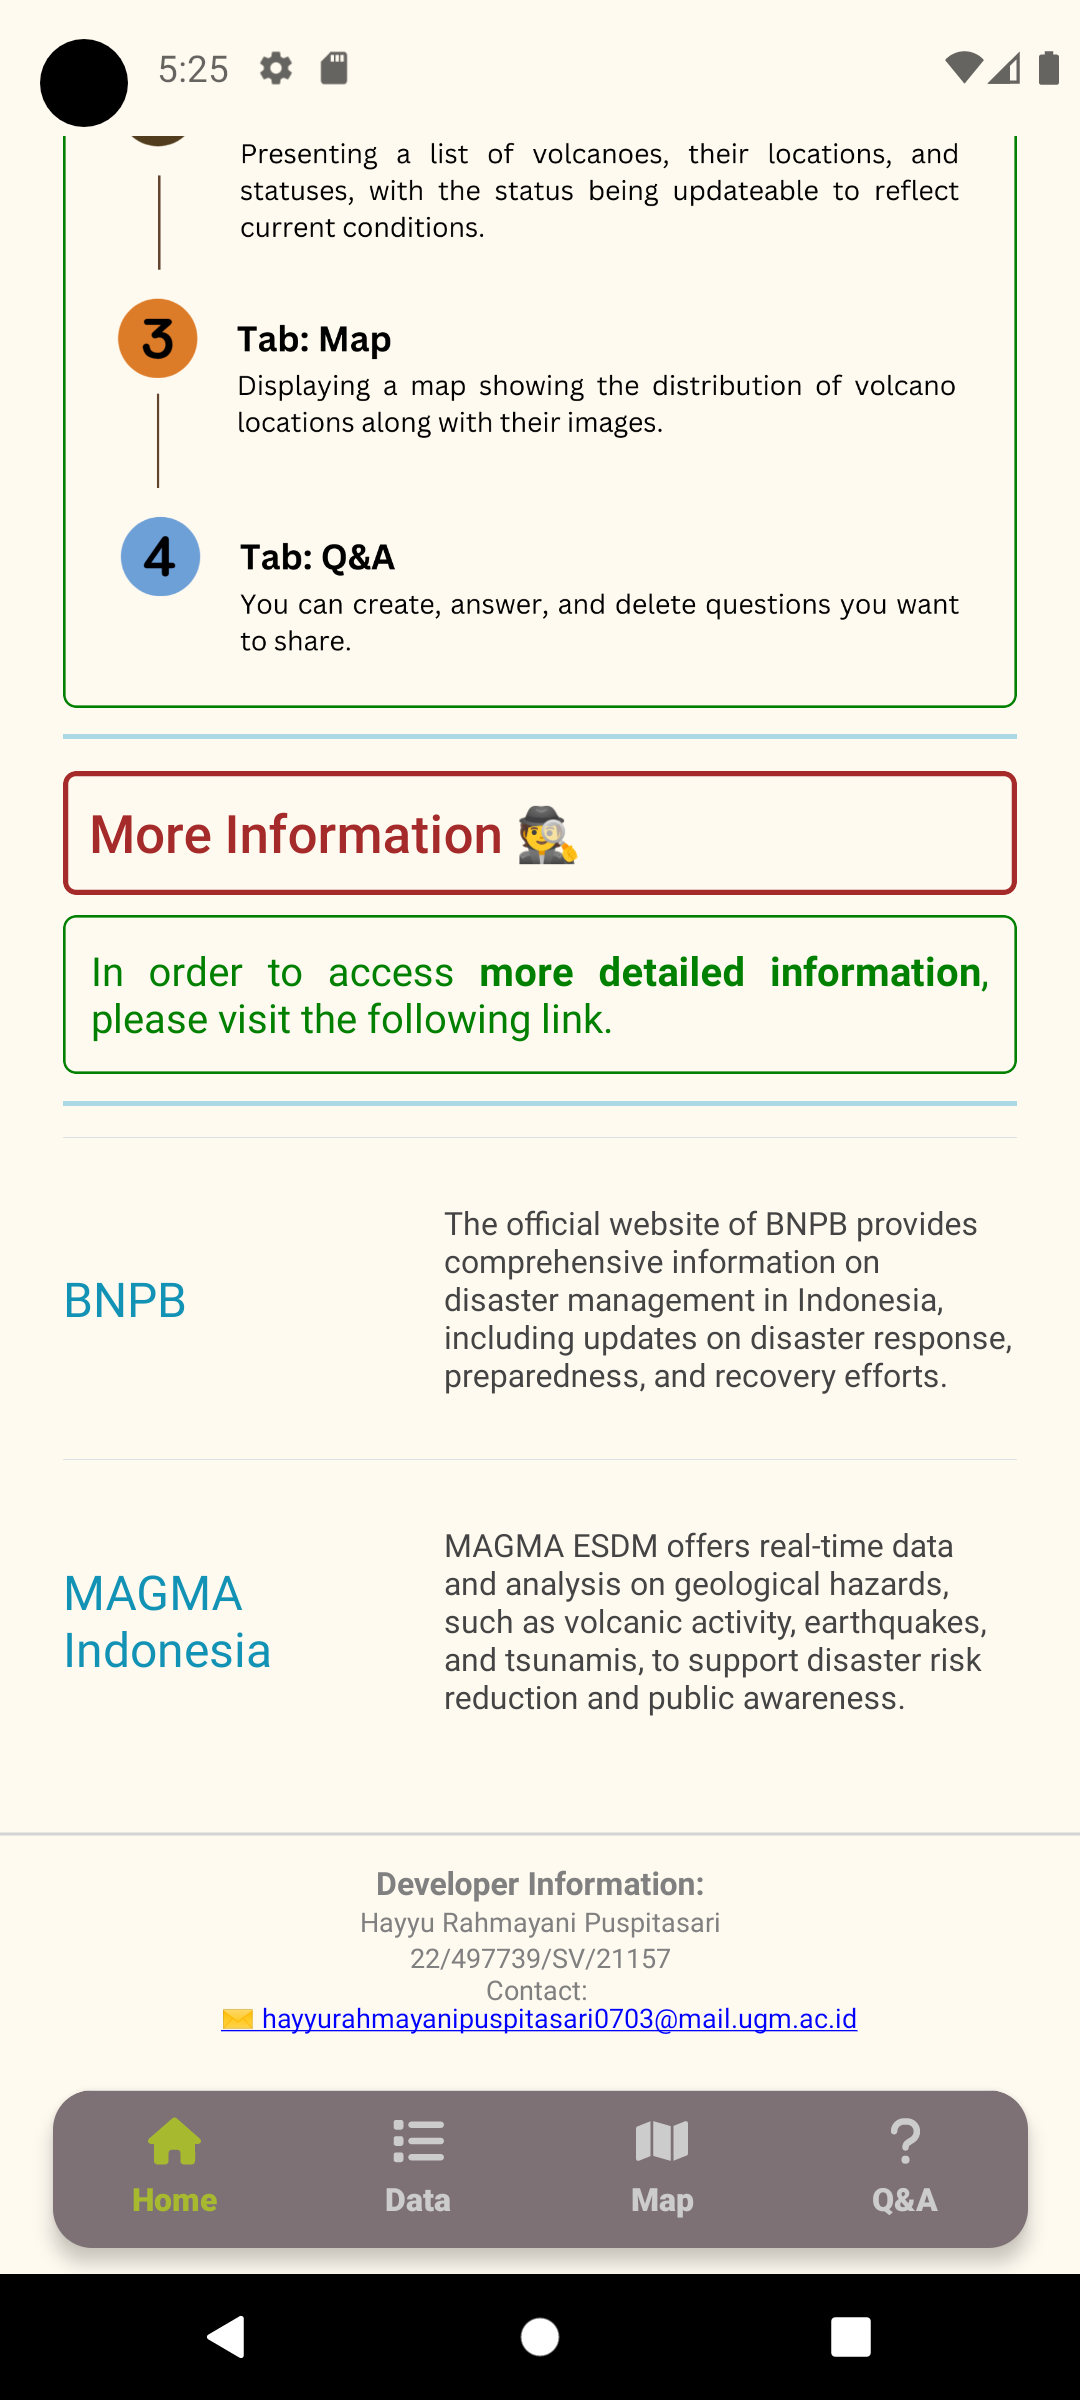 5:25
Presenting a list of volcanoes, their locations, and
statuses, with the status being updateable to reflect
current conditions.
3
Tab: Map
Displaying a map showing the distribution of volcano
locations along with their images.
4
Tab: Q&A
You can create, answer, and delete questions you want
to share.
More Information 🕵️
In order to access more detailed information,
please visit the following link.
BNPB
The official website of BNPB provides
comprehensive information on
disaster management in Indonesia,
including updates on disaster response,
preparedness, and recovery efforts.
MAGMA
Indonesia
MAGMA ESDM offers real-time data
and analysis on geological hazards,
such as volcanic activity, earthquakes,
and tsunamis, to support disaster risk
reduction and public awareness.
Developer Information:
Hayyu Rahmayani Puspitasari
22/497739/SV/21157
Contact:
✉️ hayyurahmayanipuspitasari0703@mail.ugm.ac.id
Home Data Map Q&A